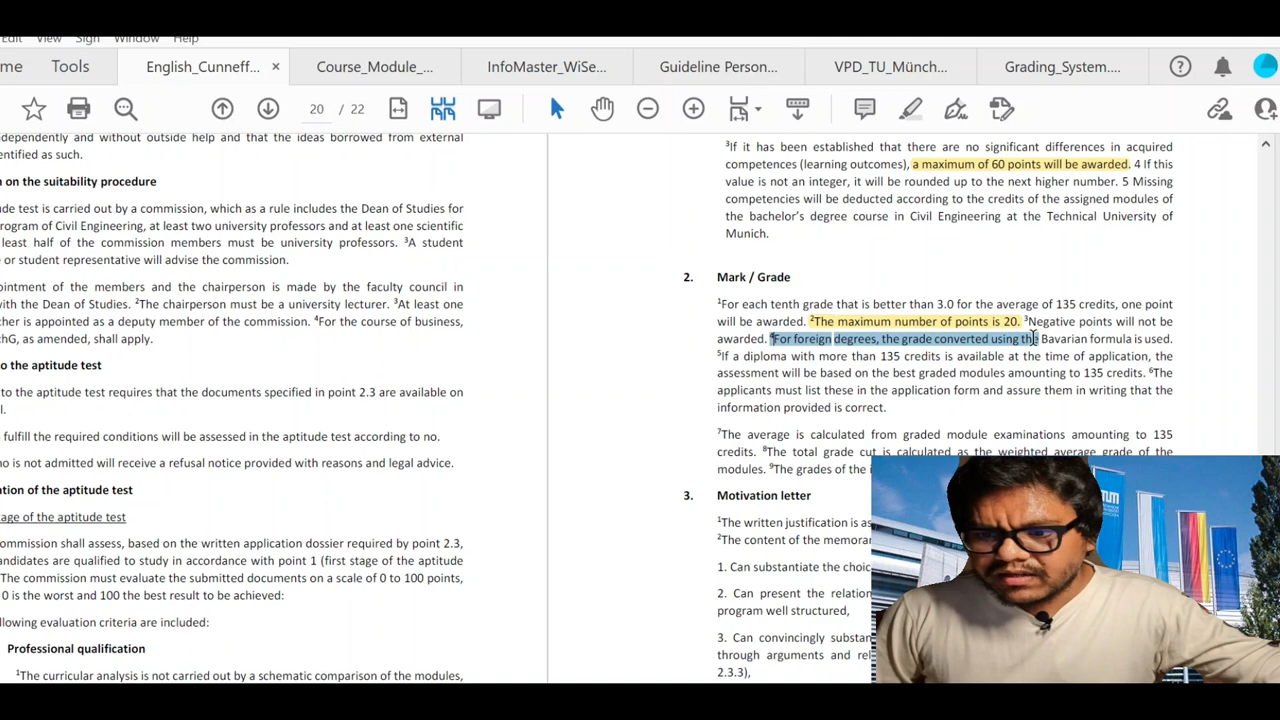 Edit View Sign Window Help
me Tools English_Cunneff... × Course_Module_... InfoMaster_WiSe... Guideline Person... VPD_TU_Münch... Grading_System....
20 / 22
ndependently and without outside help and that the ideas borrowed from external
entified as such.
n on the suitability procedure
de test is carried out by a commission, which as a rule includes the Dean of Studies for
rogram of Civil Engineering, at least two university professors and at least one scientific
least half of the commission members must be university professors. ³A student
e or student representative will advise the commission.
pointment of the members and the chairperson is made by the faculty council in
with the Dean of Studies. ²The chairperson must be a university lecturer. ³At least one
cher is appointed as a deputy member of the commission. ⁴For the course of business,
chG, as amended, shall apply.
to the aptitude test
to the aptitude test requires that the documents specified in point 2.3 are available on
l.
fulfill the required conditions will be assessed in the aptitude test according to no.
ho is not admitted will receive a refusal notice provided with reasons and legal advice.
ntion of the aptitude test
tage of the aptitude test
ommission shall assess, based on the written application dossier required by point 2.3,
andidates are qualified to study in accordance with point 1 (first stage of the aptitude
The commission must evaluate the submitted documents on a scale of 0 to 100 points,
0 is the worst and 100 the best result to be achieved:
llowing evaluation criteria are included:
Professional qualification
¹The curricular analysis is not carried out by a schematic comparison of the modules,
³If it has been established that there are no significant differences in acquired
competences (learning outcomes), a maximum of 60 points will be awarded. 4 If this
value is not an integer, it will be rounded up to the next higher number. 5 Missing
competencies will be deducted according to the credits of the assigned modules of
the bachelor's degree course in Civil Engineering at the Technical University of
Munich.
2. Mark / Grade
¹For each tenth grade that is better than 3.0 for the average of 135 credits, one point
will be awarded. ²The maximum number of points is 20. ³Negative points will not be
awarded. ⁴For foreign degrees, the grade converted using the Bavarian formula is used.
⁵If a diploma with more than 135 credits is available at the time of application, the
assessment will be based on the best graded modules amounting to 135 credits. ⁶The
applicants must list these in the application form and assure them in writing that the
information provided is correct.
⁷The average is calculated from graded module examinations amounting to 135
credits. ⁸The total grade cut is calculated as the weighted average grade of the
modules. ⁹The grades of the i
3. Motivation letter
¹The written justification is as
²The content of the memora
1. Can substantiate the choic
2. Can present the relation
program well structured,
3. Can convincingly substan
through arguments and rel
2.3.3),